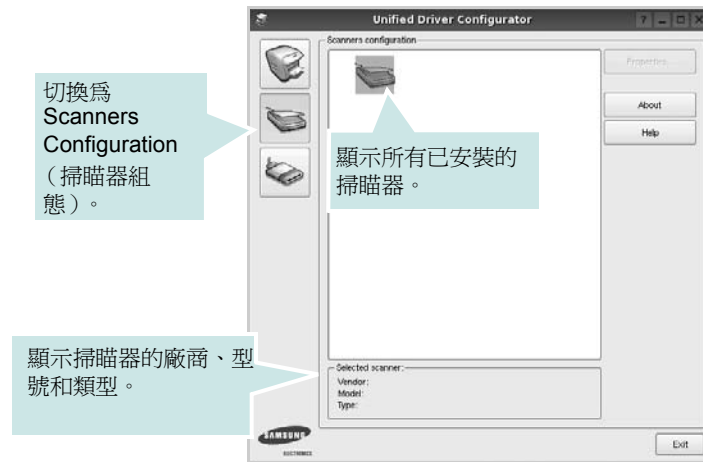 Unified Driver Configurator
Scanners configuration
Properties...
About
Help
切換爲
Scanners
Configuration
（掃瞄器組
態）。
顯示所有已安裝的
掃瞄器。
顯示掃瞄器的廠商、型
號和類型。
Selected scanner:
Vendor:
Model:
Type:
SAMSUNG
ELECTRONICS
Exit